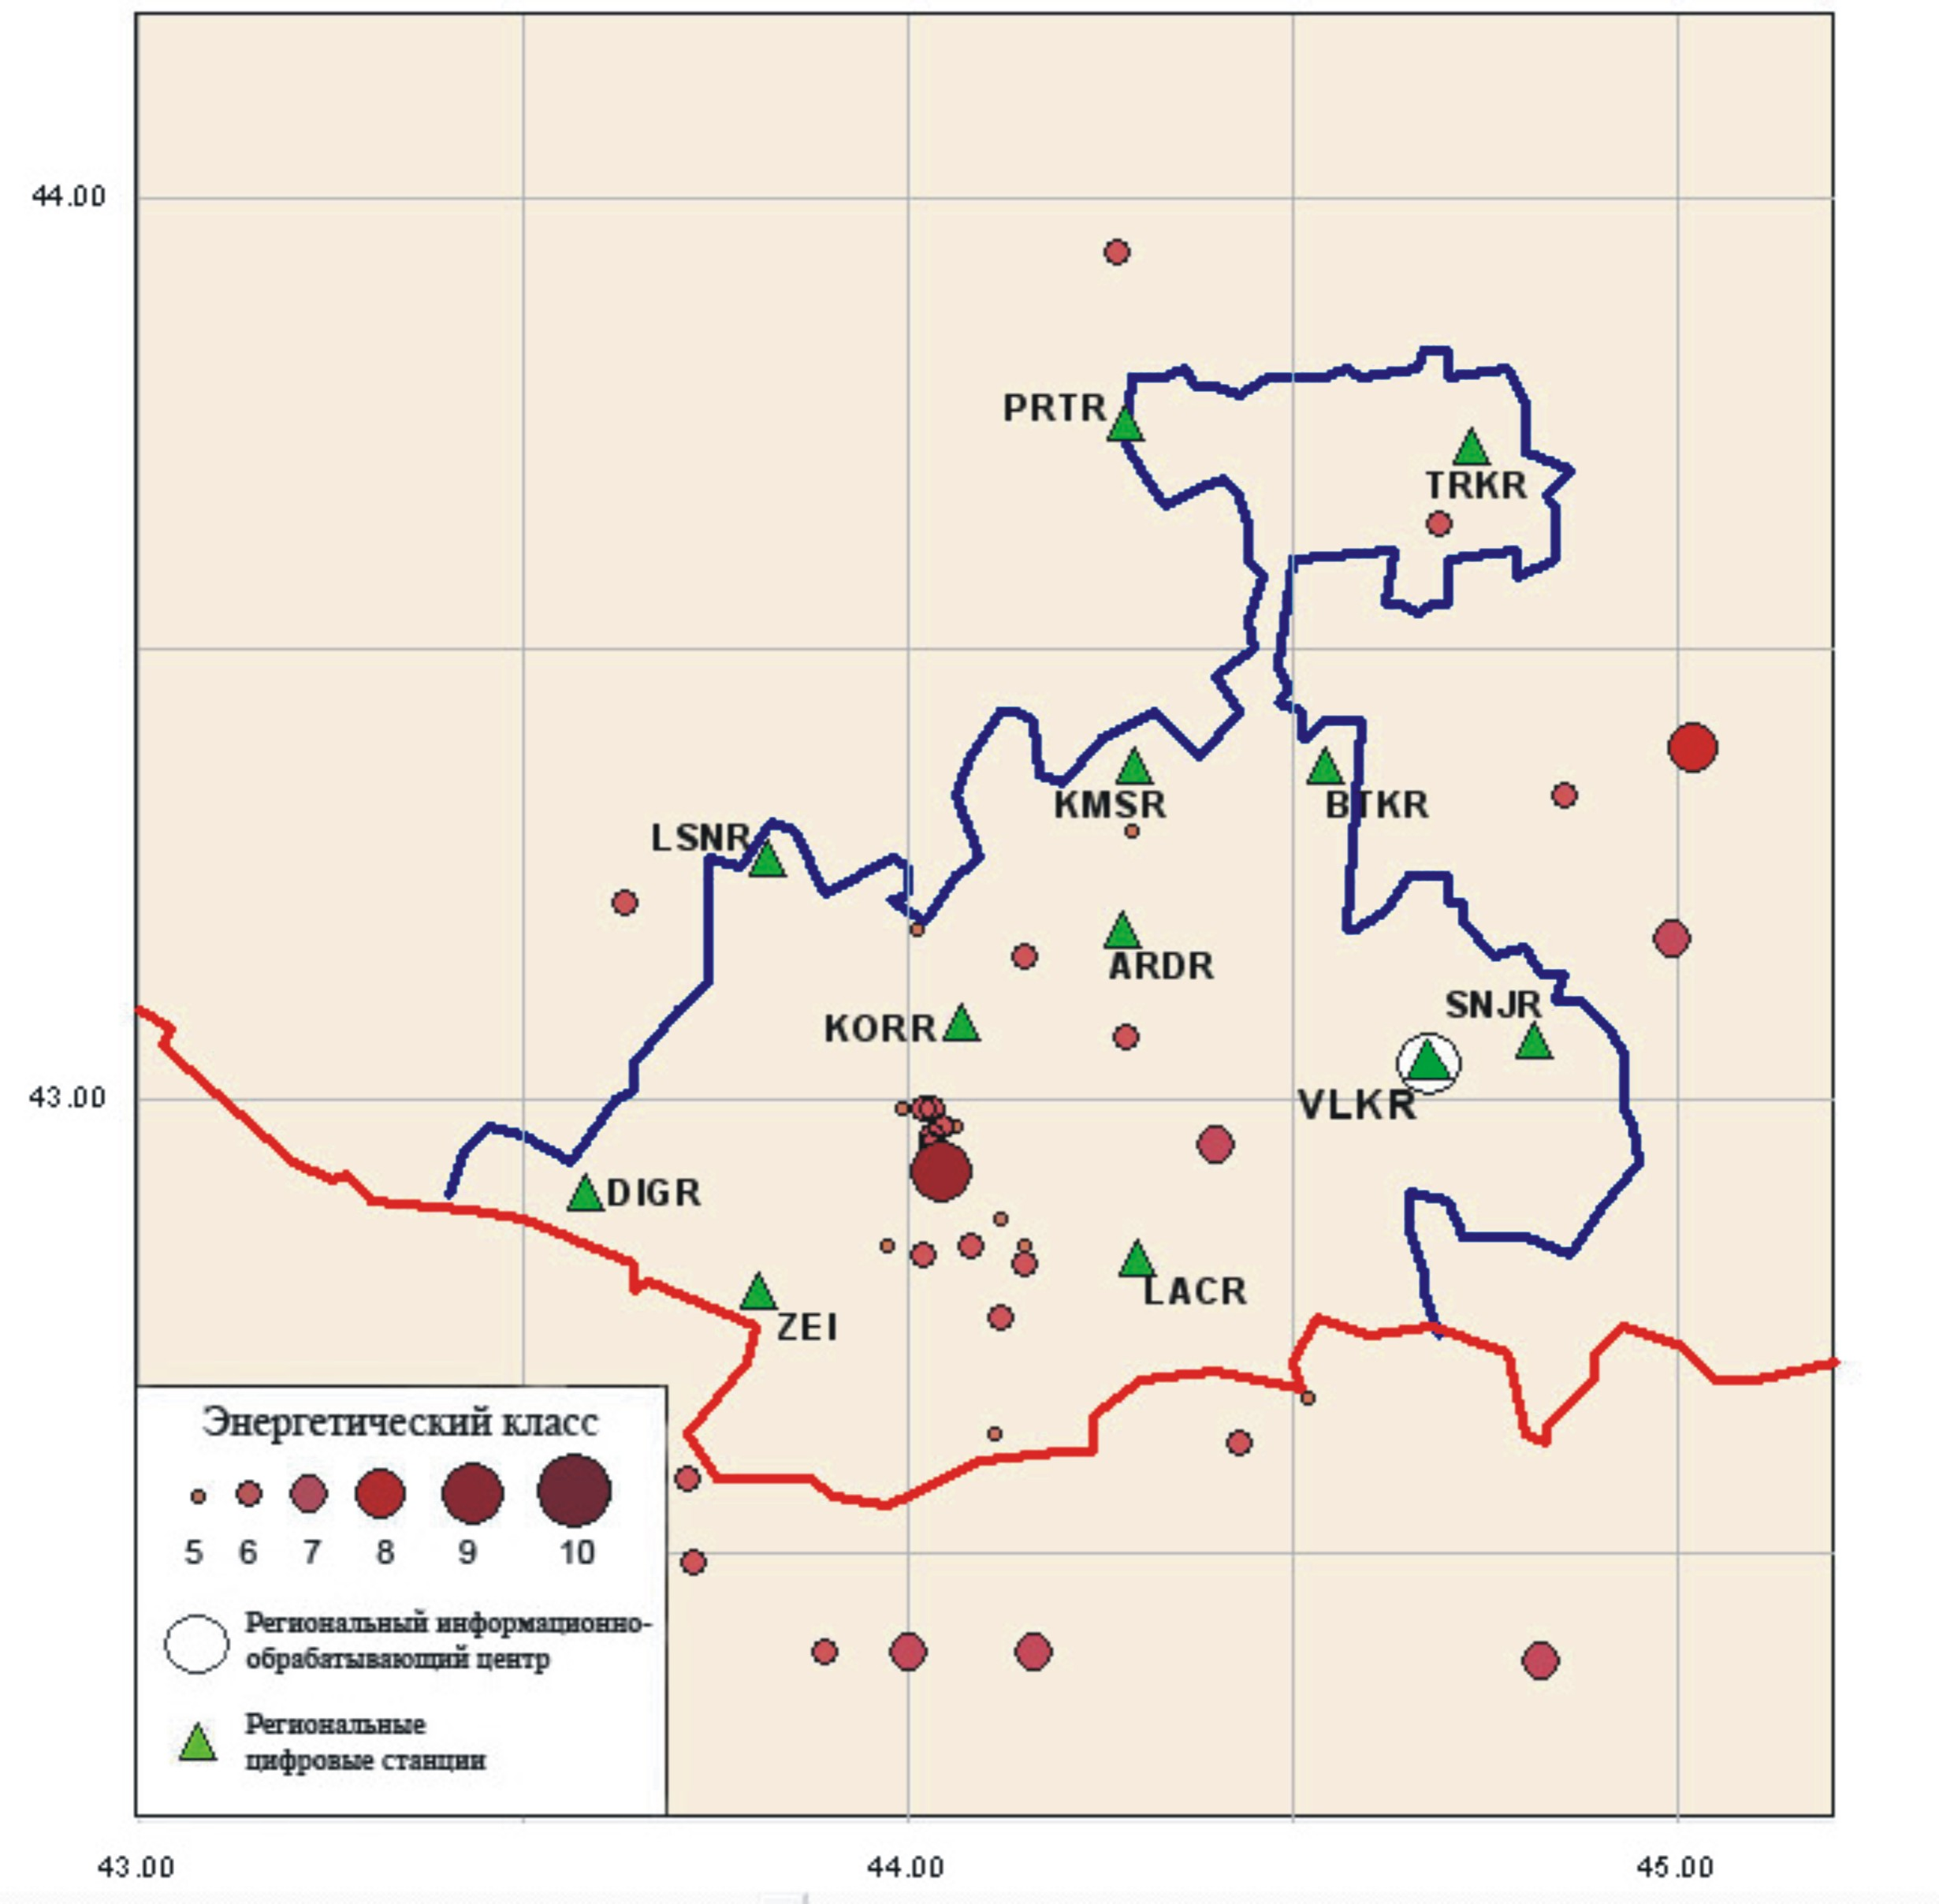 44.00
PRTR
TRKR
KMSR
BTKR
LSNR
ARDR
SNJR
KORR
43.00
VLKR
DIGR
LACR
ZEI
Энергетический класс
5 6 7 8 9 10
Региональный информационно-
обрабатывающий центр
Региональные
цифровые станции
43.00 44.00 45.00